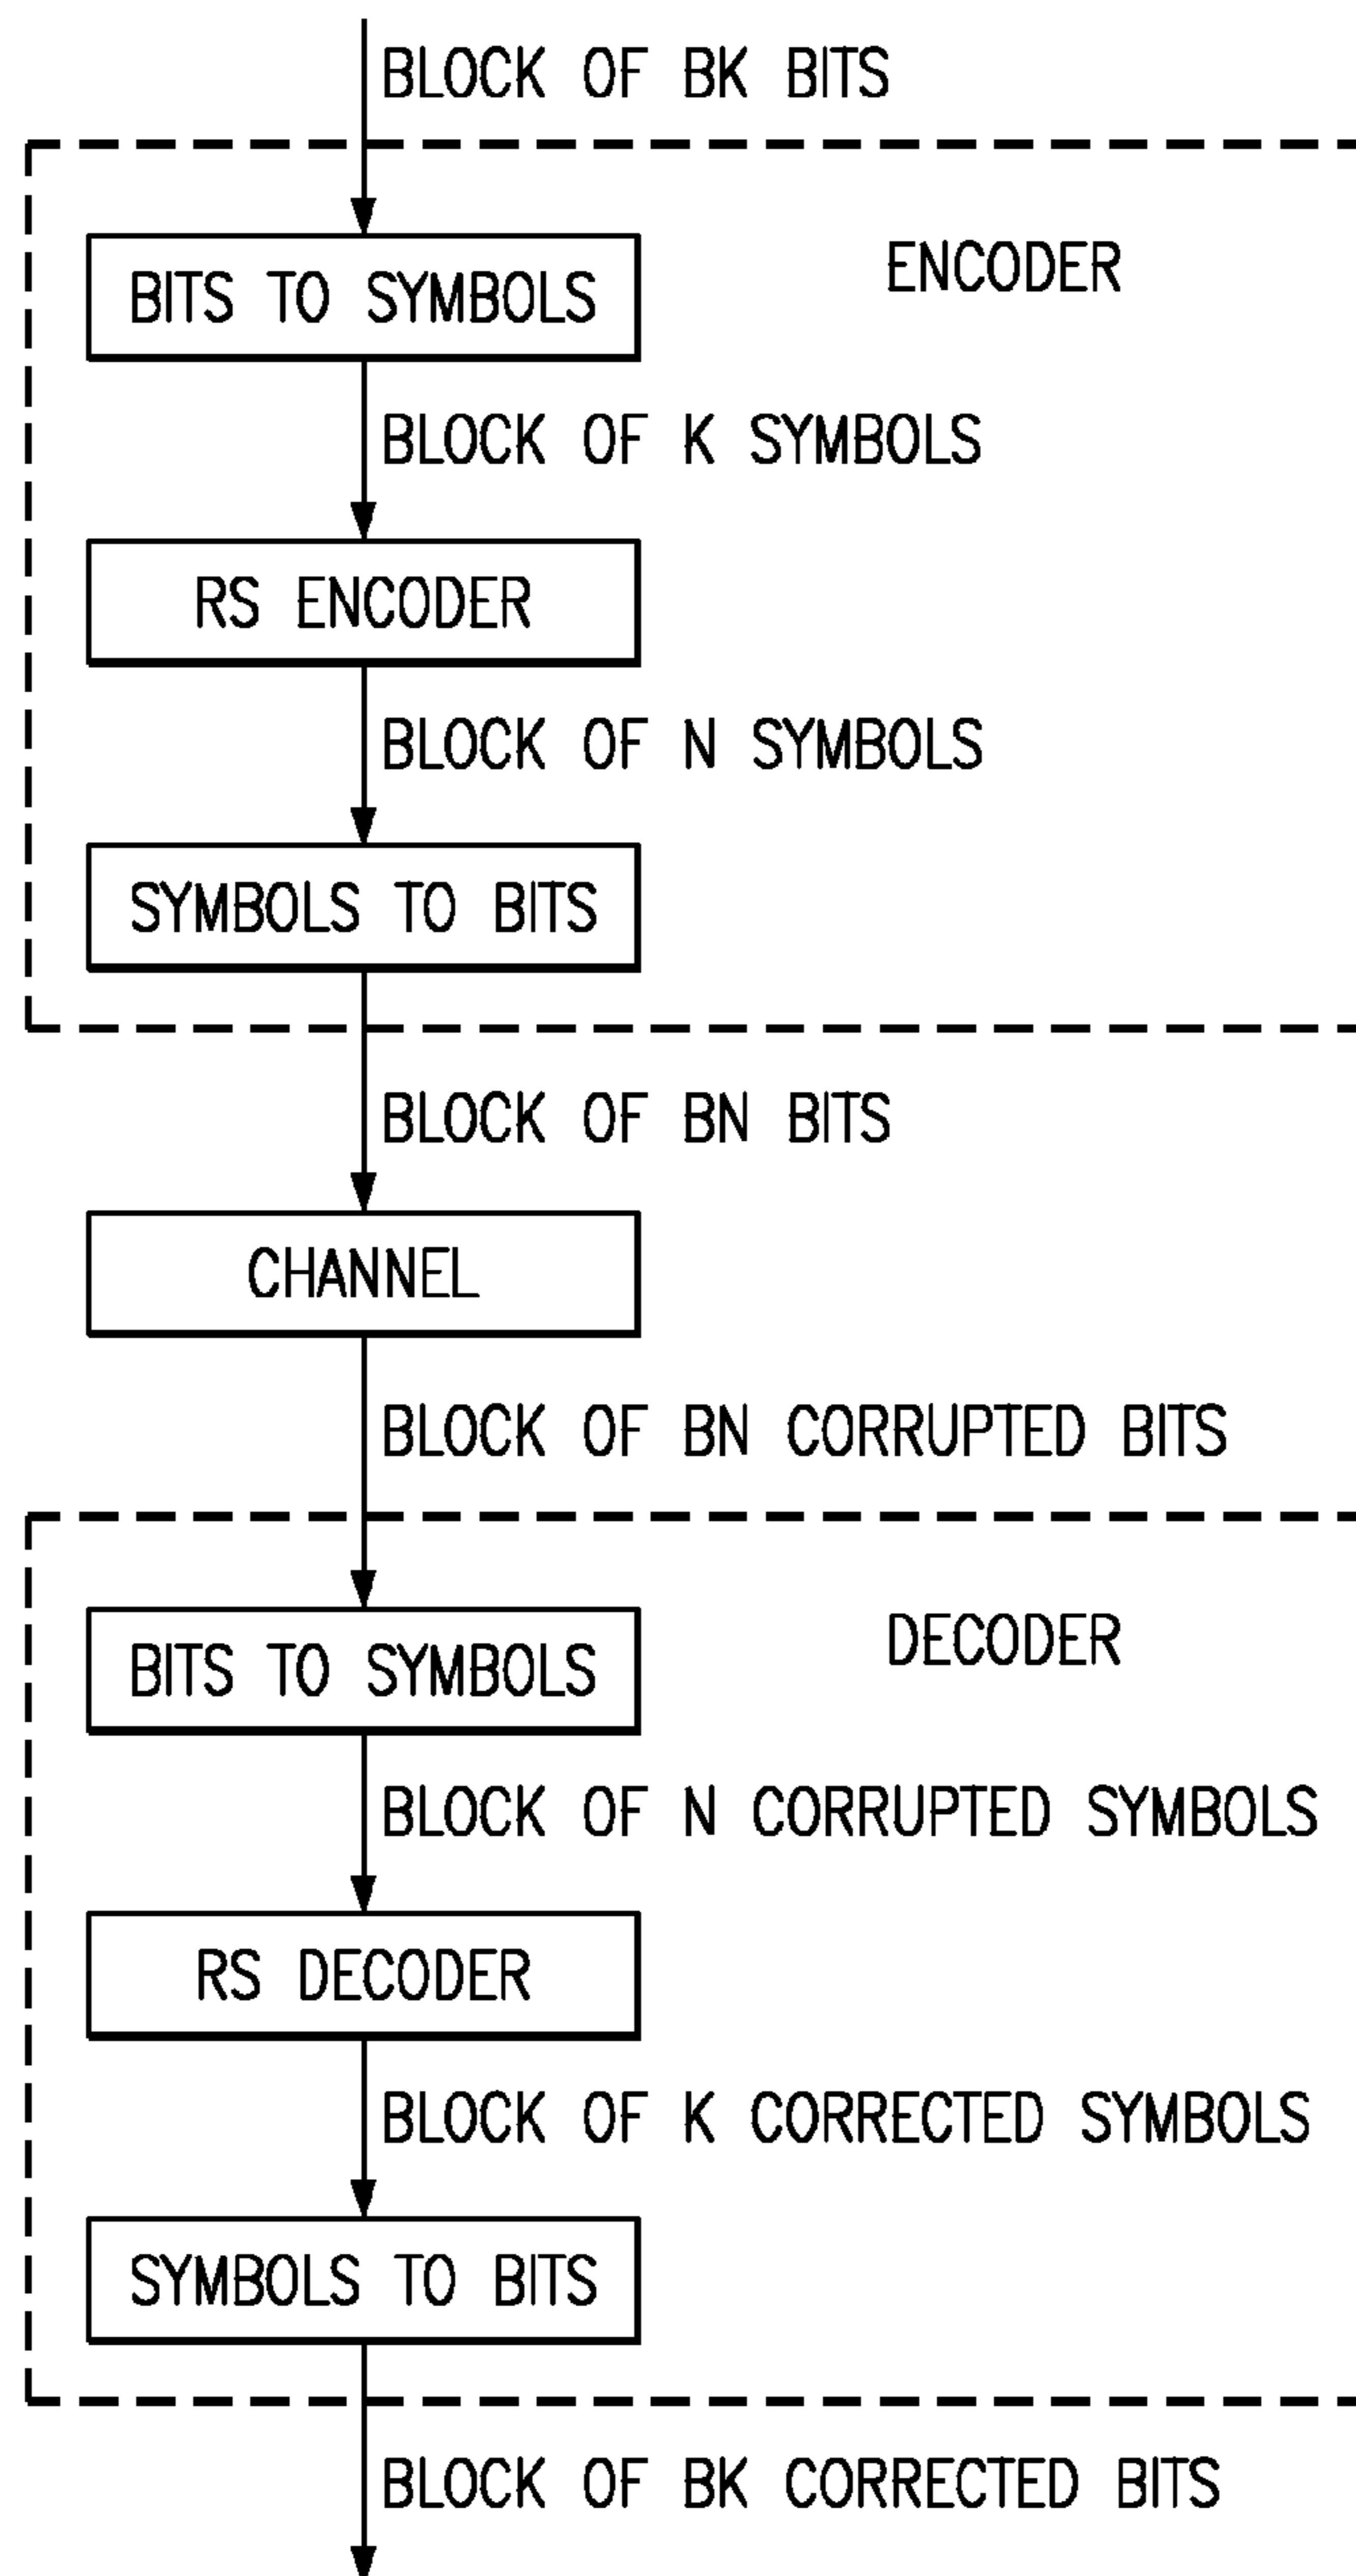 BLOCK OF BK BITS
ENCODER
BITS TO SYMBOLS
BLOCK OF K SYMBOLS
RS ENCODER
BLOCK OF N SYMBOLS
SYMBOLS TO BITS
BLOCK OF BN BITS
CHANNEL
BLOCK OF BN CORRUPTED BITS
DECODER
BITS TO SYMBOLS
BLOCK OF N CORRUPTED SYMBOLS
RS DECODER
BLOCK OF K CORRECTED SYMBOLS
SYMBOLS TO BITS
BLOCK OF BK CORRECTED BITS